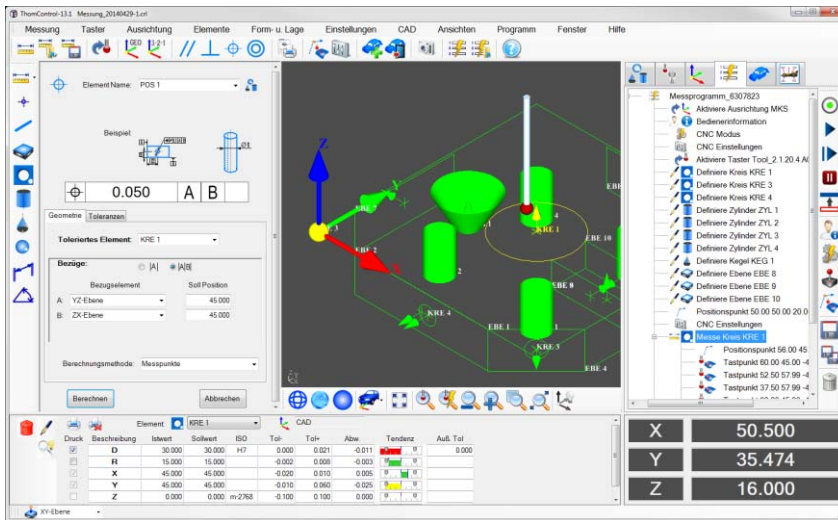 ThomControl-13.1 Messung_20140429-1.crl
Messung Taster Ausrichtung Elemente Form- u. Lage Einstellungen CAD Ansichten Programm Fenster Hilfe
Element Name: POS 1
Beispiel
0.050 A B
Geometrie Toleranzen
Toleriertes Element: KRE 1
Bezüge: |A| |A|B|
Bezugselement Soll Position
A: YZ-Ebene 45.000
B: ZX-Ebene 45.000
Berechnungsmethode: Messpunkte
Berechnen Abbrechen
Z
Y
X
EBE 2
KRE 1
EBE 10
EBE 8
KRE 4
EBE 1
KRE 3
EBE 4
1
2
4
Messprogramm_6307823
Aktiviere Ausrichtung MKS
Bedienerinformation
CNC Modus
CNC Einstellungen
Aktiviere Taster Tool_2.1.20.4.A0
Definiere Kreis KRE 1
Definiere Kreis KRE 3
Definiere Kreis KRE 4
Definiere Zylinder ZYL 1
Definiere Zylinder ZYL 2
Definiere Zylinder ZYL 3
Definiere Zylinder ZYL 4
Definiere Kegel KEG 1
Definiere Ebene EBE 8
Definiere Ebene EBE 9
Definiere Ebene EBE 10
Positionspunkt 50.00 50.00 20.0
CNC Einstellungen
Messe Kreis KRE 1
Positionspunkt 56.00 45
Tastpunkt 60.00 45.00 -4
Tastpunkt 52.50 57.99 -4
Tastpunkt 37.50 57.99 -4
Element KRE 1 CAD
Druck Beschreibung Istwert Sollwert ISO Tol- Tol+ Abw. Tendenz Auß. Tol
D 30.000 30.000 H7 0.000 0.021 -0.011 0.000
R 15.000 15.000 -0.002 0.008 -0.003
X 45.000 45.000 -0.020 0.010 0.005
Y 45.000 45.000 -0.010 0.060 -0.025
Z 0.000 0.000 m-2768 -0.100 0.100 0.000
X 50.500
Y 35.474
Z 16.000
XY-Ebene